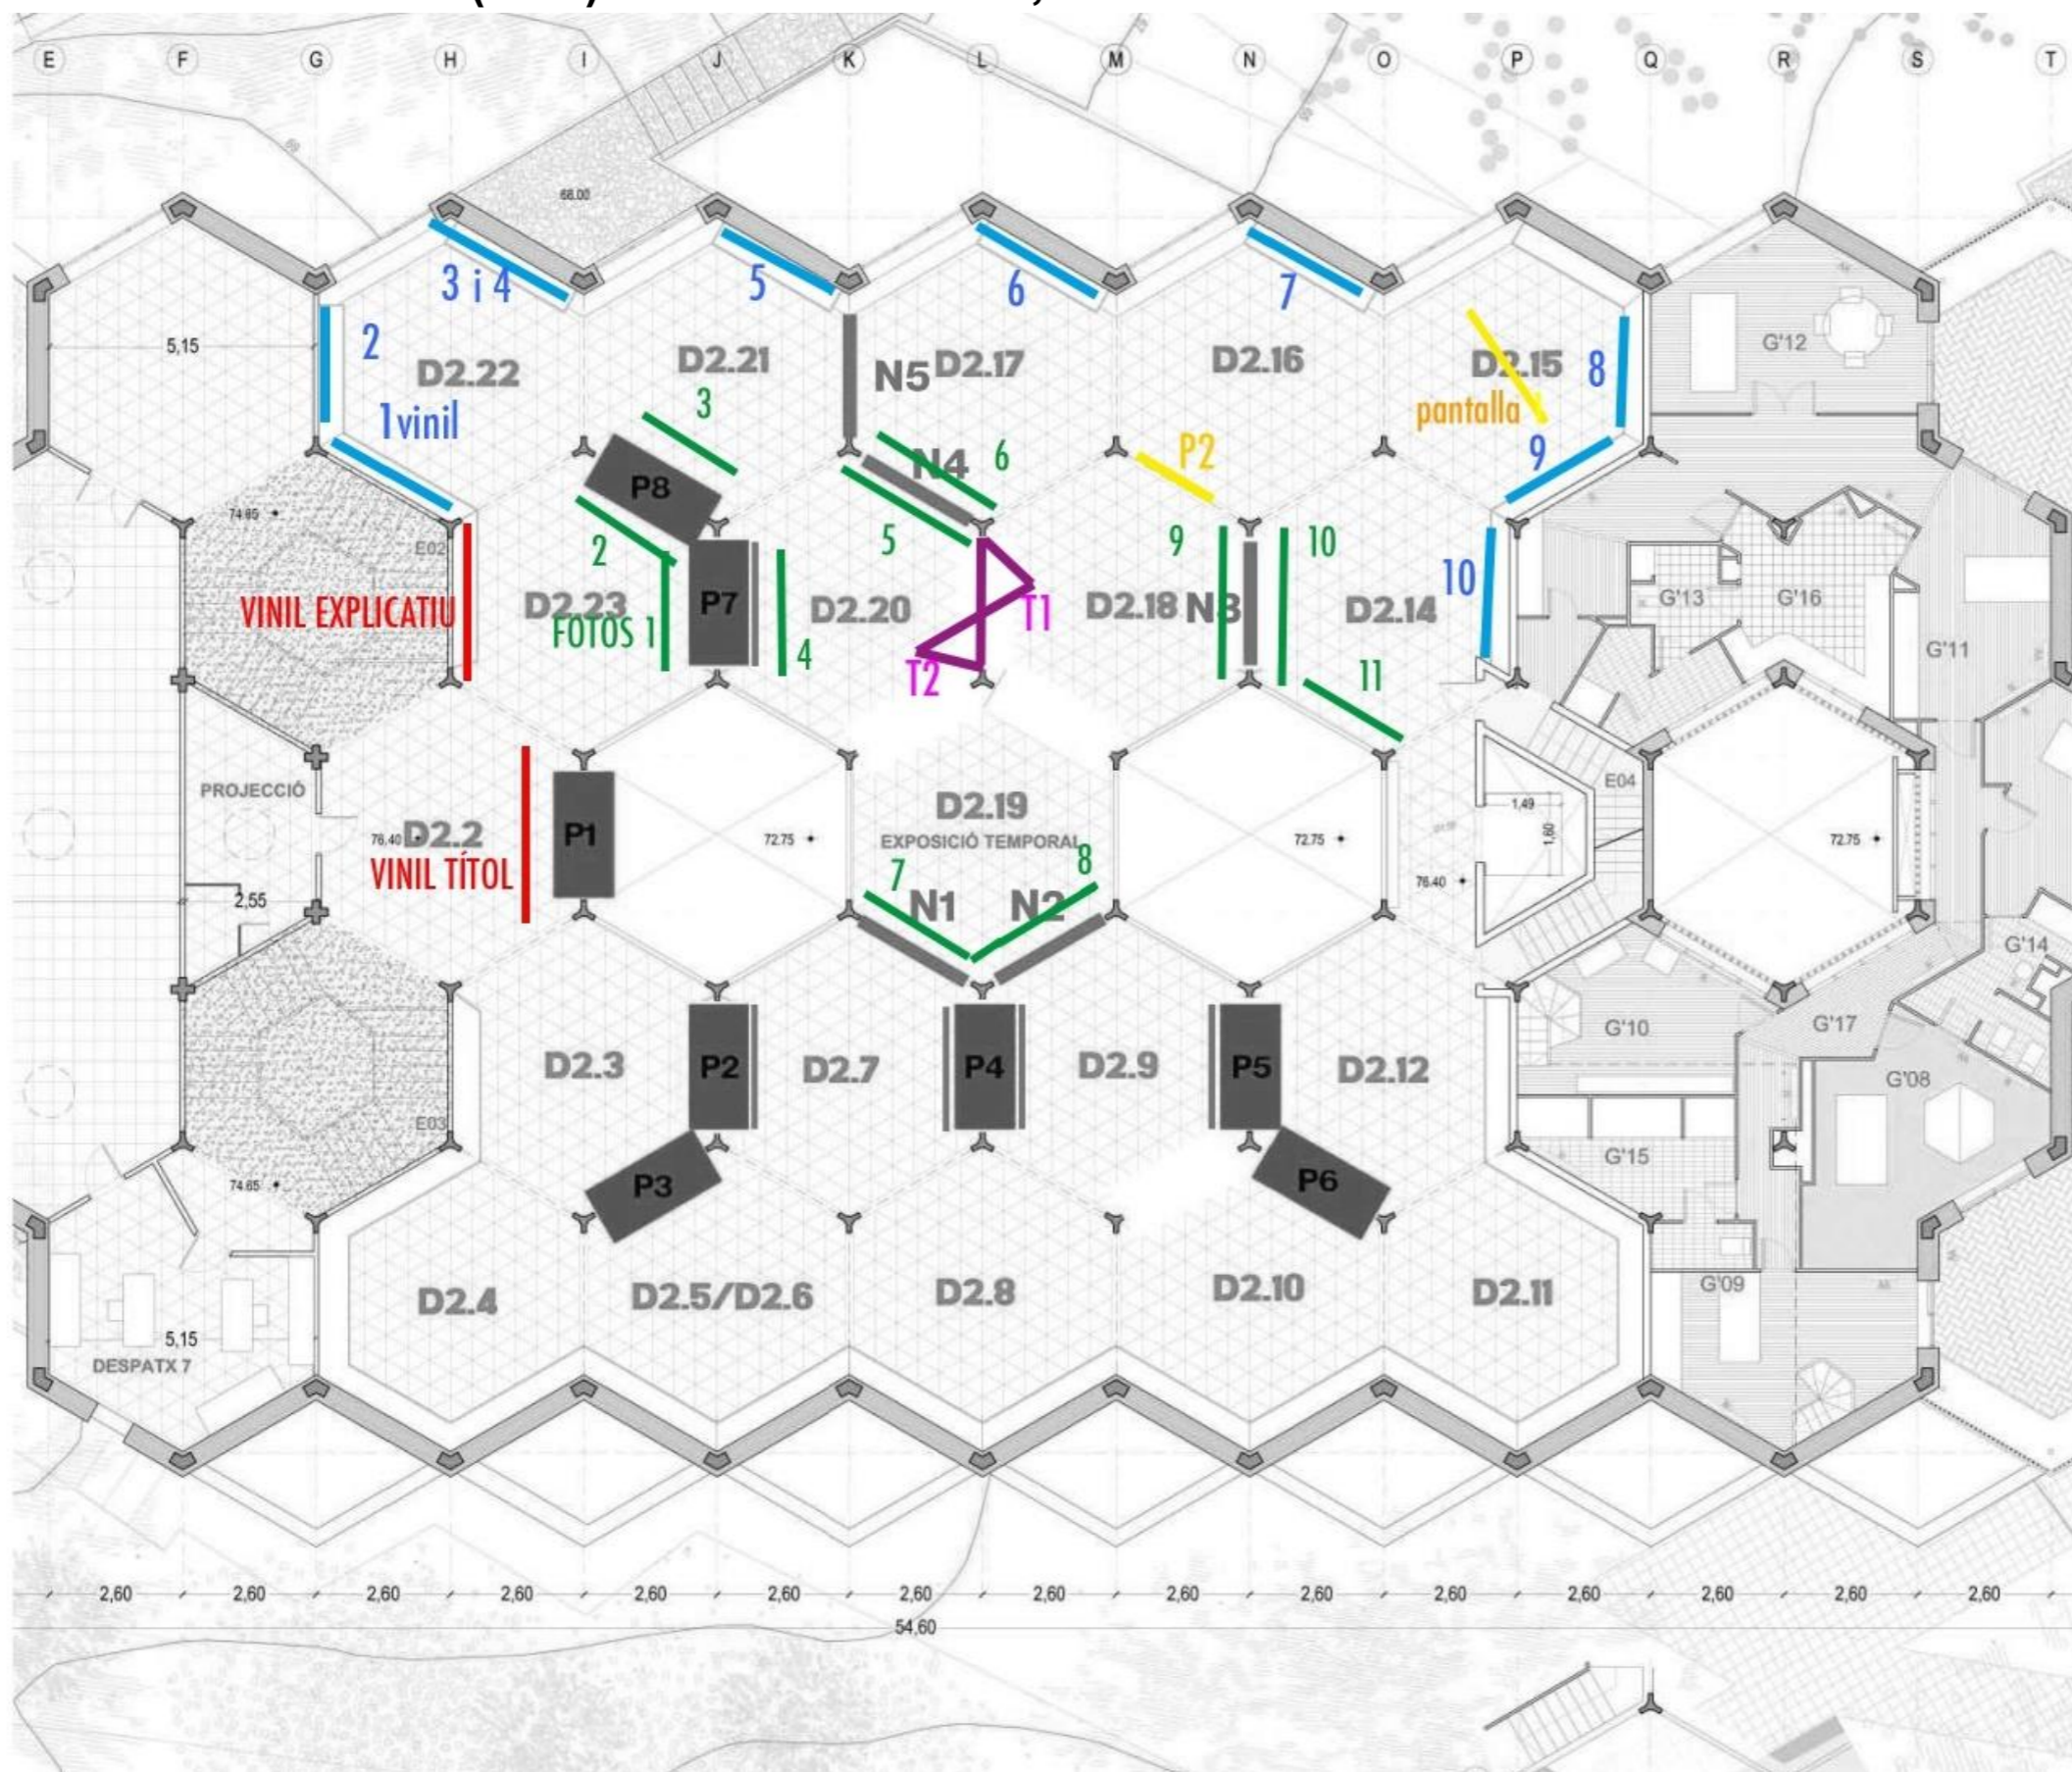 E F G H I J K L M N O P Q R S T
68.00
3 i 4
5
6
7
2
5,15
D2.22
D2.21
N5
D2.17
D2.16
D2.15
8
G'12
1 vinil
3
pantalla
P8
N4
6
P2
9
74.65
E02
2
5
9
10
10
VINIL EXPLICATIU
D2.23
FOTOS 1
P7
4
D2.20
T1
T2
D2.18
N3
D2.14
11
G'13
G'16
G'11
PROJECCIÓ
76.40
D2.2
VINIL TÍTOL
P1
72.75
D2.19
EXPOSICIÓ TEMPORAL
72.75
1,49
1,60
E04
72.75
76.40
2,55
7
8
N1
N2
G'14
D2.3
P2
D2.7
P4
D2.9
P5
D2.12
G'10
G'17
G'08
E03
74.65
P3
P6
G'15
D2.4
D2.5/D2.6
D2.8
D2.10
D2.11
G'09
5,15
DESPATX 7
2,60 2,60 2,60 2,60 2,60 2,60 2,60 2,60 2,60 2,60 2,60 2,60 2,60 2,60 2,60
54,60